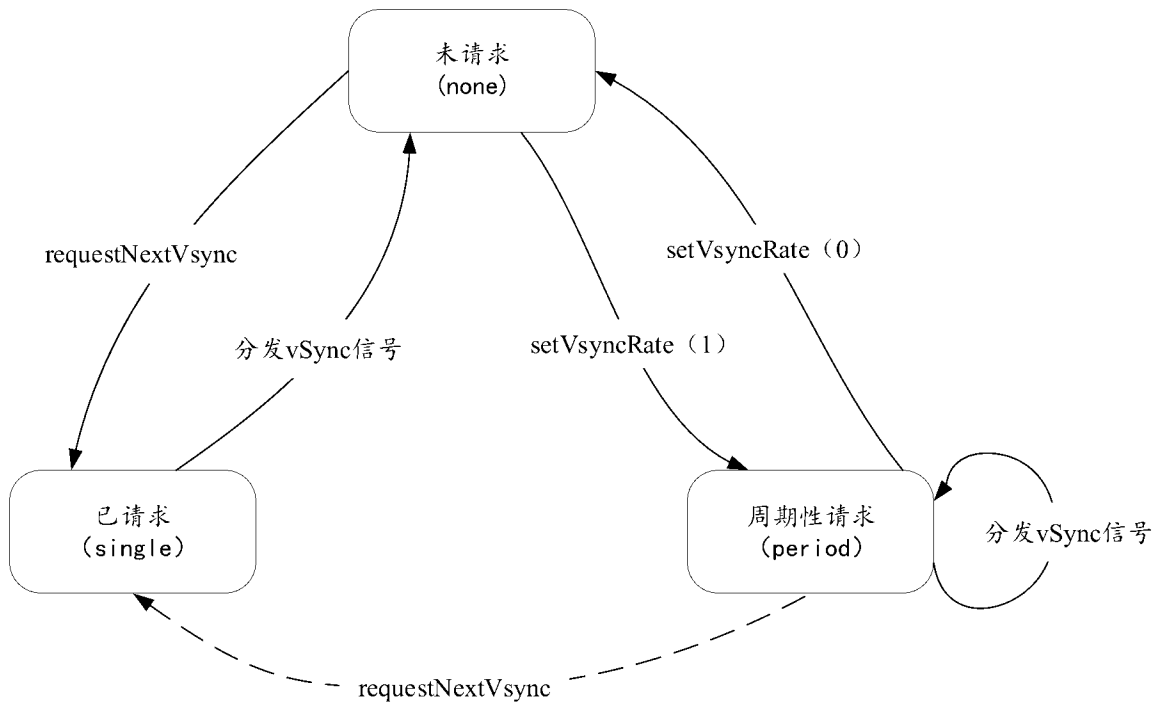 未请求
(none)
requestNextVsync
setVsyncRate（0）
分发vSync信号
setVsyncRate（1）
已请求
(single)
周期性请求
(period)
分发vSync信号
requestNextVsync